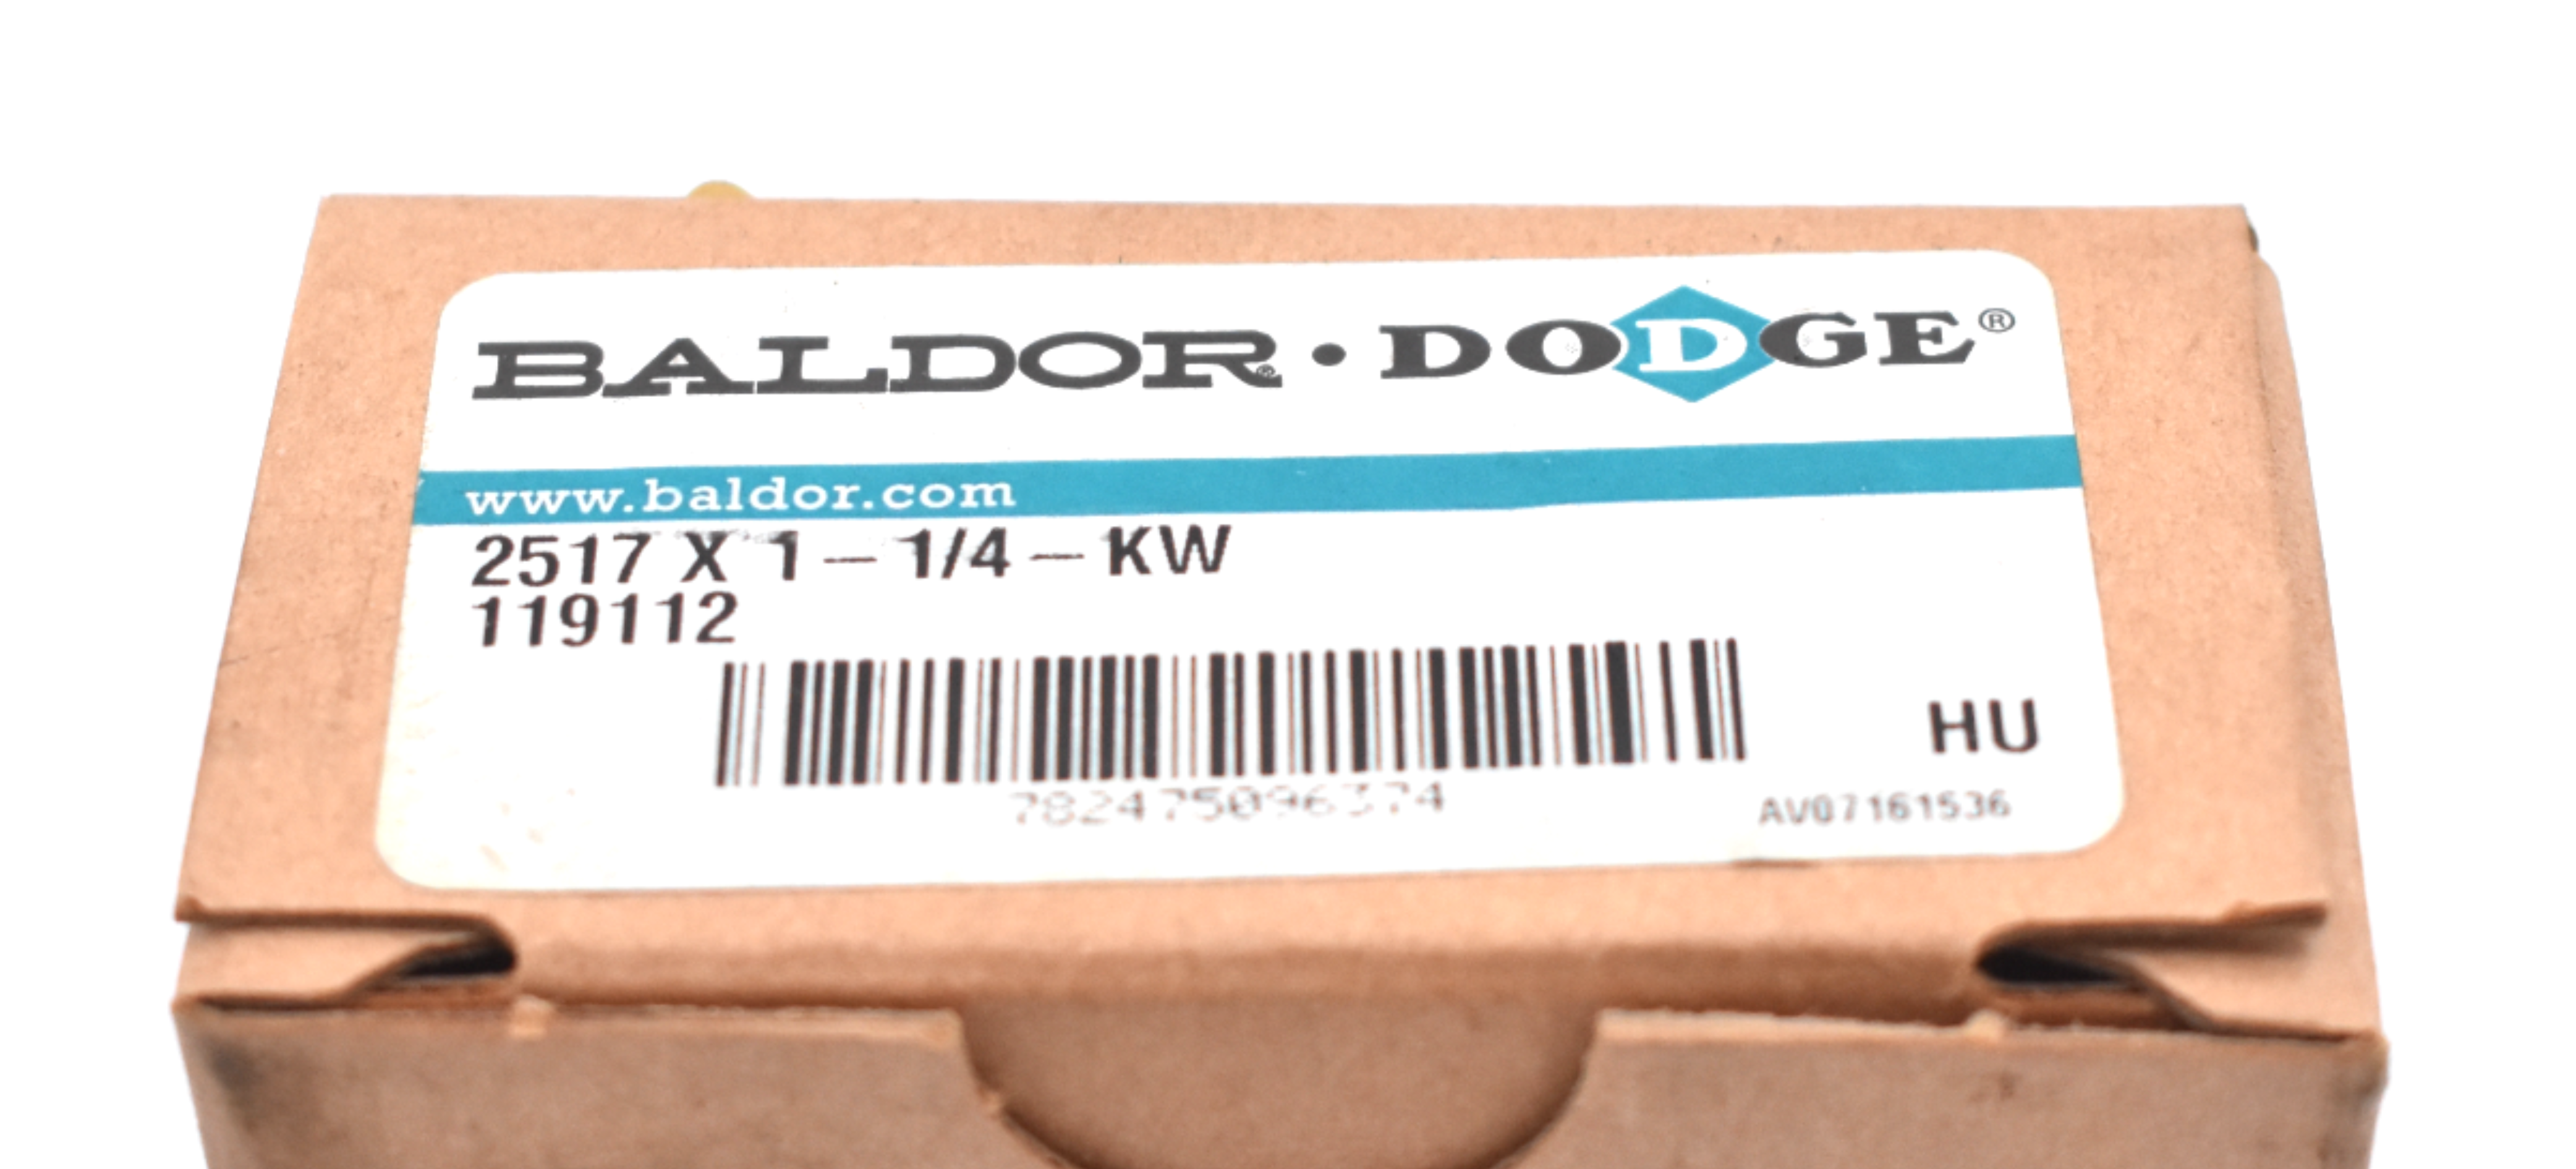 BALDOR® • DODGE®
www.baldor.com
2517 X 1 – 1/4 – KW
119112
HU
782475096374
AV07161536